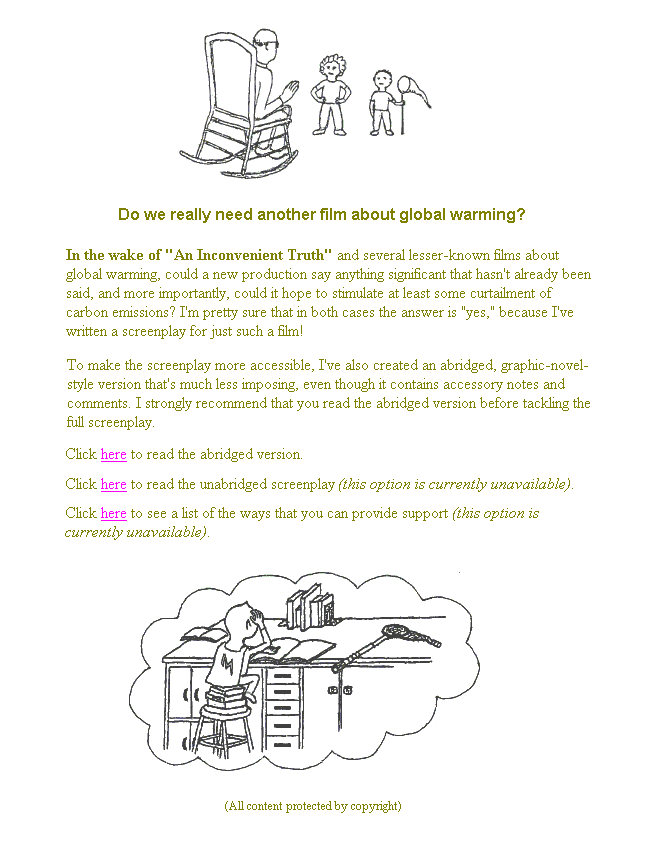 Do we really need another film about global warming?
In the wake of "An Inconvenient Truth" and several lesser-known films about
global warming, could a new production say anything significant that hasn't already been
said, and more importantly, could it hope to stimulate at least some curtailment of
carbon emissions? I'm pretty sure that in both cases the answer is "yes," because I've
written a screenplay for just such a film!
To make the screenplay more accessible, I've also created an abridged, graphic-novel-
style version that's much less imposing, even though it contains accessory notes and
comments. I strongly recommend that you read the abridged version before tackling the
full screenplay.
Click here to read the abridged version.
Click here to read the unabridged screenplay (this option is currently unavailable).
Click here to see a list of the ways that you can provide support (this option is
currently unavailable).
M
(All content protected by copyright)